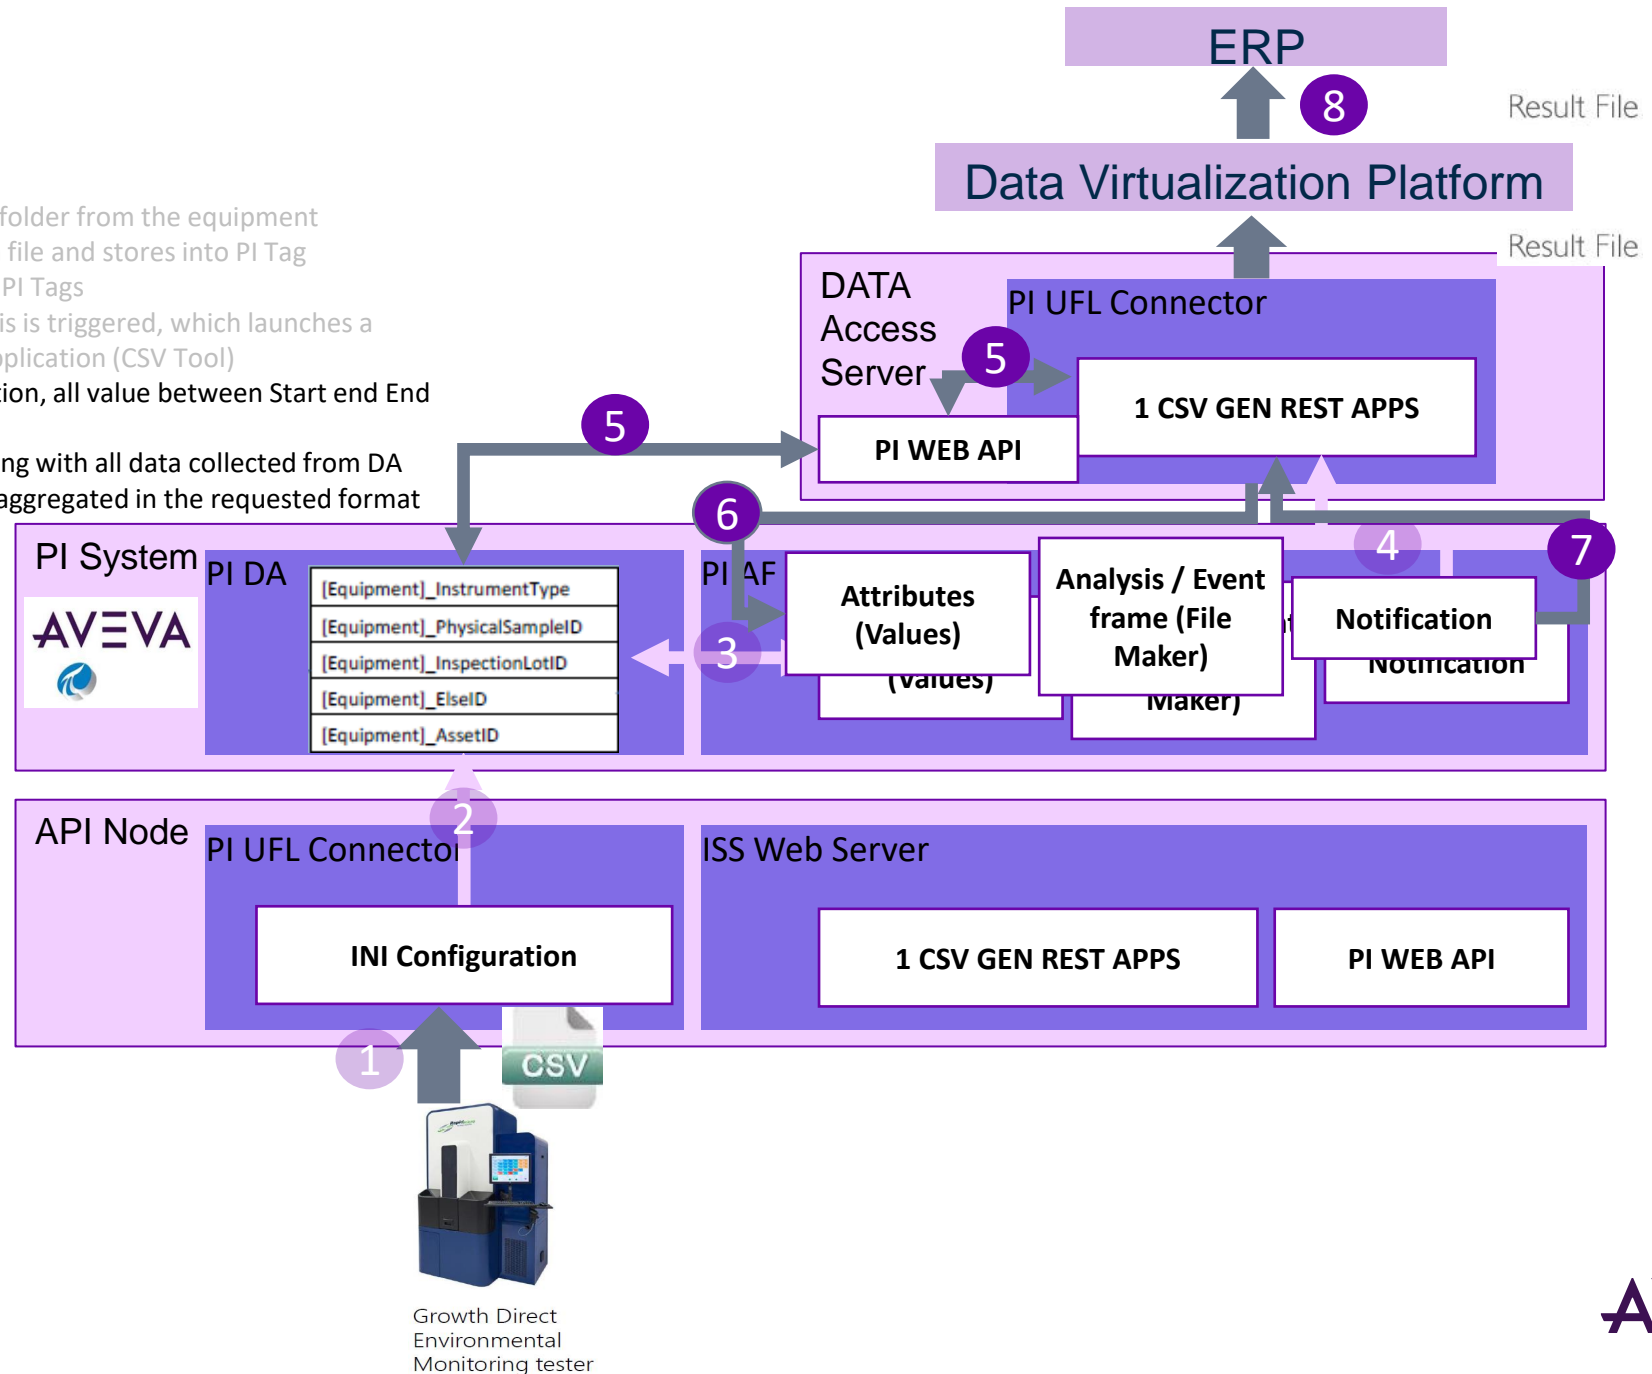 ERP
8
Result File
Data Virtualization Platform
folder from the equipment
file and stores into PI Tag
PI Tags
is is triggered, which launches a
pplication (CSV Tool)
tion, all value between Start end End
ng with all data collected from DA
aggregated in the requested format
Result File
DATA
Access
Server
PI UFL Connector
5
1 CSV GEN REST APPS
PI WEB API
5
6
4
7
PI System
AVEVA
PI DA
[Equipment]_InstrumentType
[Equipment]_PhysicalSampleID
[Equipment]_InspectionLotID
[Equipment]_ElseID
[Equipment]_AssetID
3
PI AF
Attributes
(Values)
(Values)
Analysis / Event
frame (File
Maker)
Maker)
Notification
Notification
2
API Node
PI UFL Connector
INI Configuration
ISS Web Server
1 CSV GEN REST APPS
PI WEB API
1
CSV
Growth Direct
Environmental
Monitoring tester